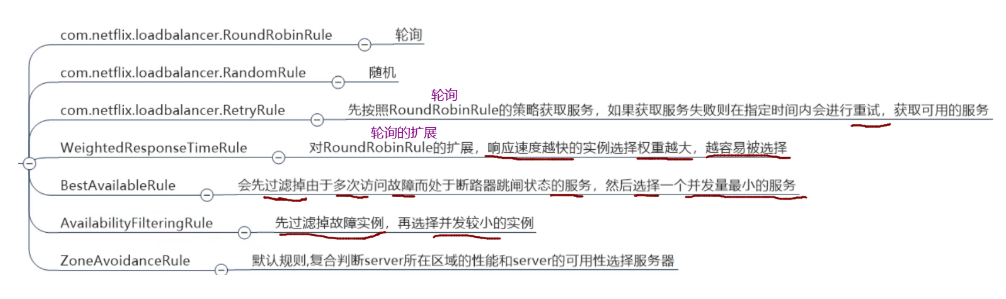 com.netflix.loadbalancer.RoundRobinRule 轮询
com.netflix.loadbalancer.RandomRule 随机
轮询
com.netflix.loadbalancer.RetryRule 先按照RoundRobinRule的策略获取服务，如果获取服务失败则在指定时间内会进行重试，获取可用的服务
轮询的扩展
WeightedResponseTimeRule 对RoundRobinRule的扩展，响应速度越快的实例选择权重越大，越容易被选择
BestAvailableRule 会先过滤掉由于多次访问故障而处于断路器跳闸状态的服务，然后选择一个并发量最小的服务
AvailabilityFilteringRule 先过滤掉故障实例，再选择并发较小的实例
ZoneAvoidanceRule 默认规则,复合判断server所在区域的性能和server的可用性选择服务器